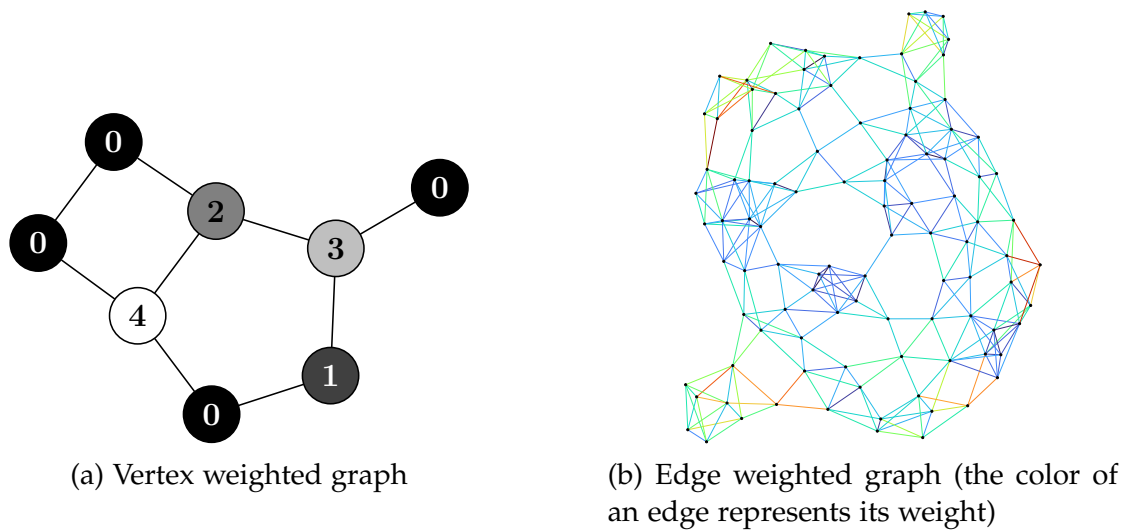 0
0
2
3
0
4
1
0
(a) Vertex weighted graph
(b) Edge weighted graph (the color of
an edge represents its weight)